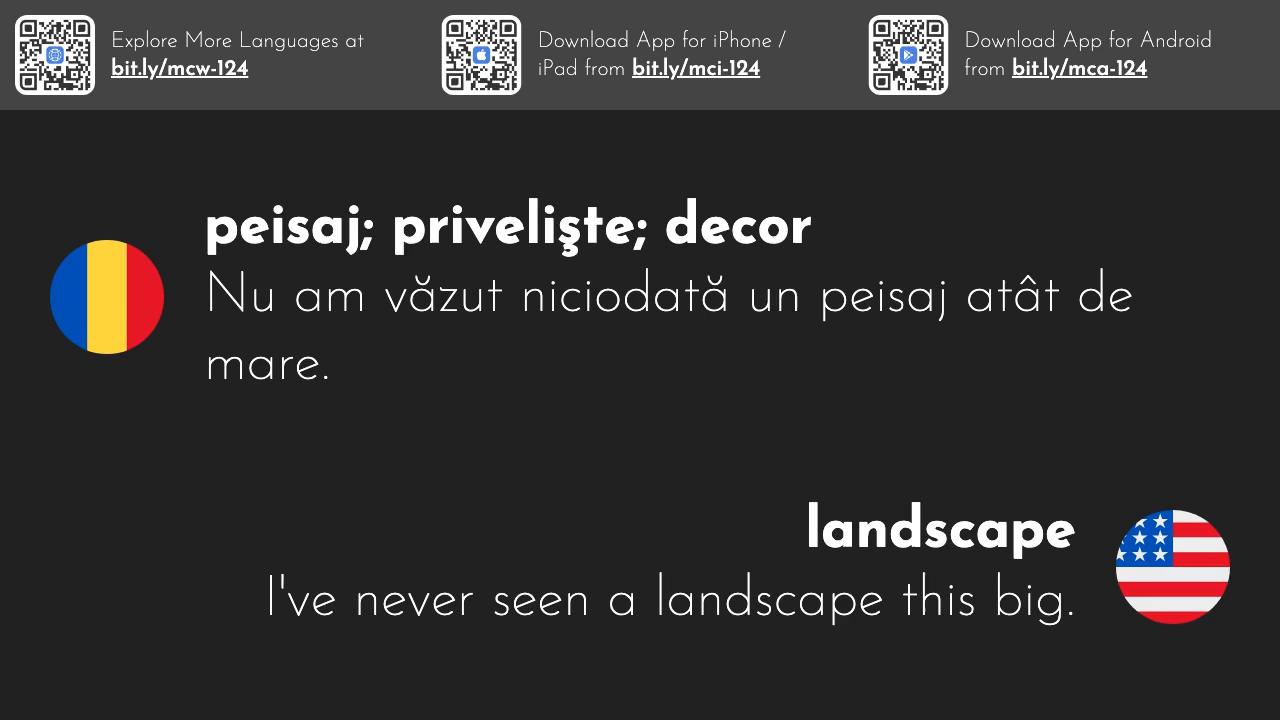 Explore More Languages at
bit.ly/mcw-124
Download App for iPhone /
iPad from bit.ly/mci-124
Download App for Android
from bit.ly/mca-124
peisaj; privelişte; decor
Nu am văzut niciodată un peisaj atât de
mare.
landscape
I've never seen a landscape this big.